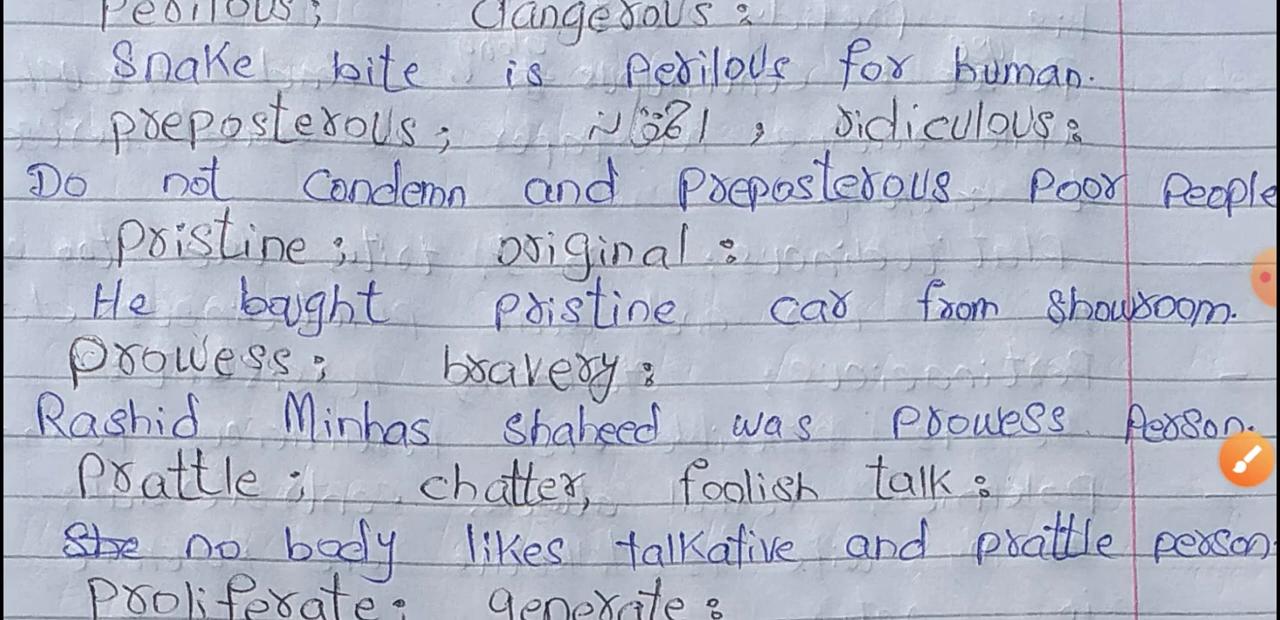 Perilous; dangerous:
Snake bite is perilous for human.
preposterous; , ridiculous:
Do not Condemn and preposterous poor people
pristine; original:
He bought pristine car from showroom.
prowess; bravery:
Rashid Minhas shaheed was prowess person.
Prattle; chatter, foolish talk:
She no body likes talkative and prattle person
Proliferate: generate: